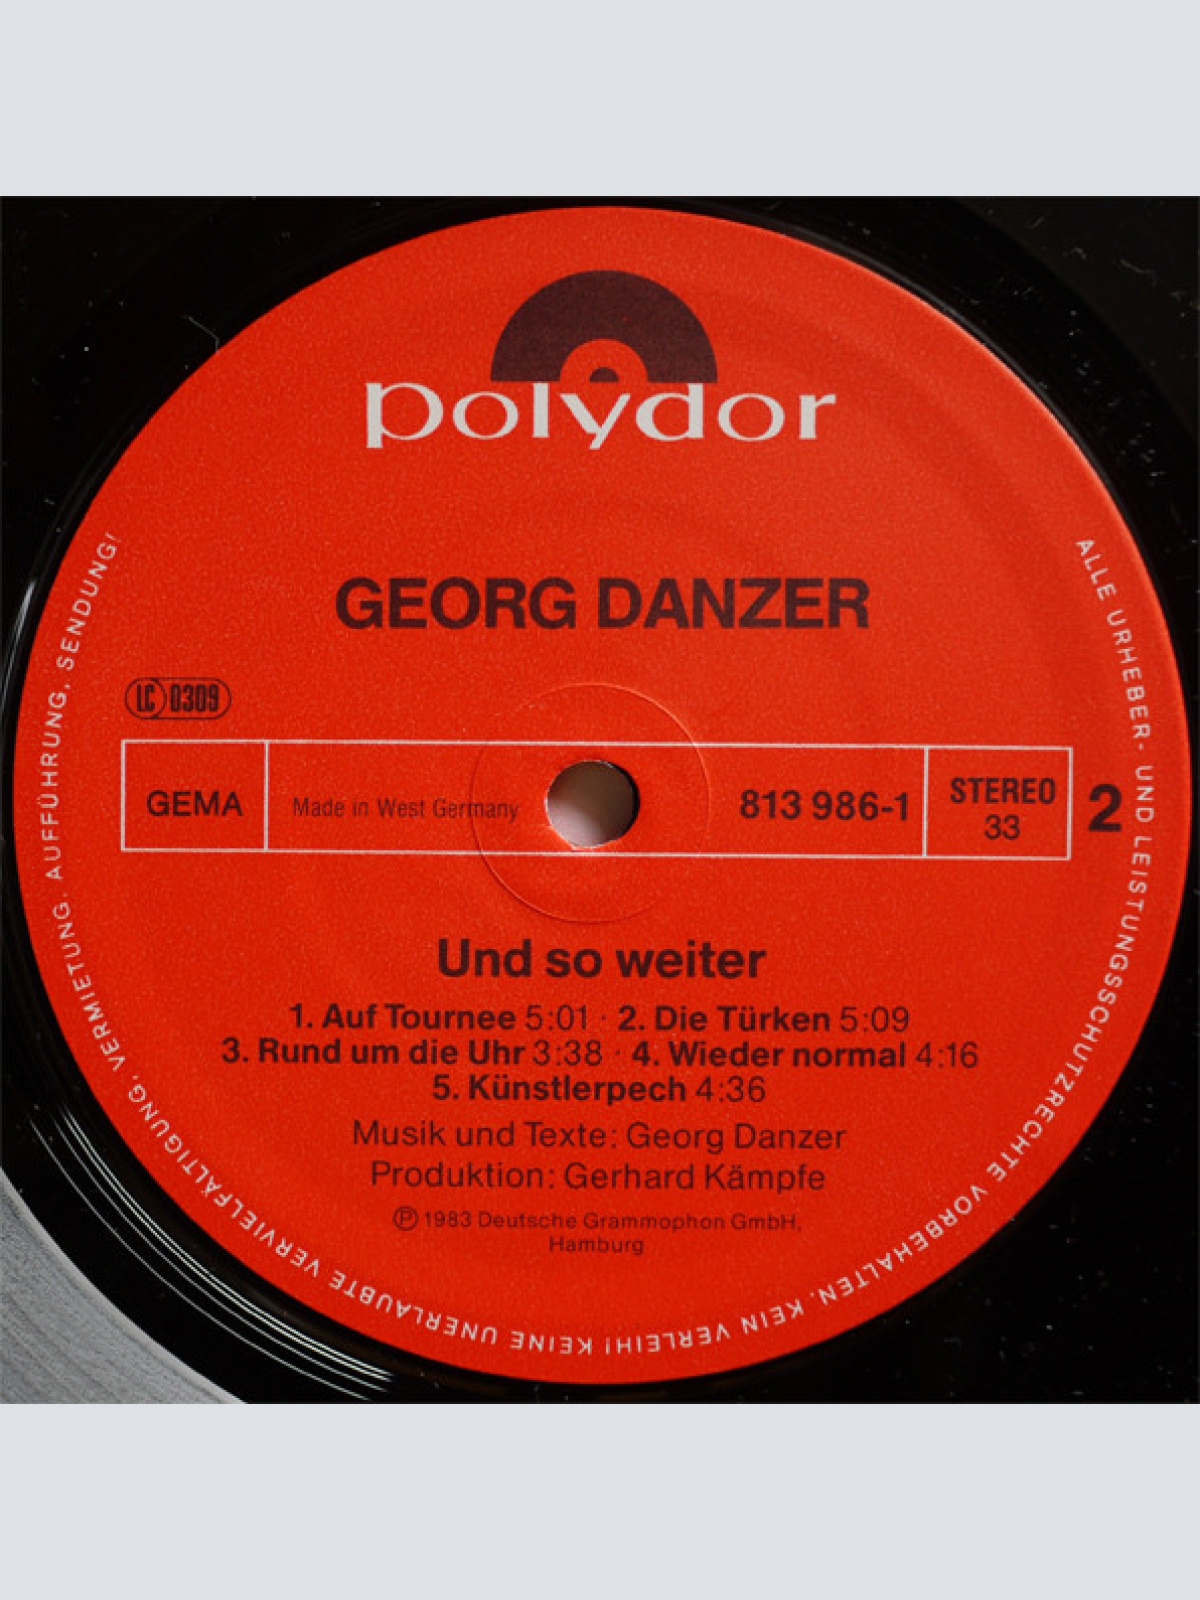 polydor
GEORG DANZER
LC 0309
GEMA
Made in West Germany
813 986-1
STEREO
33
2
Und so weiter
1. Auf Tournee 5:01 · 2. Die Türken 5:09
3. Rund um die Uhr 3:38 · 4. Wieder normal 4:16
5. Künstlerpech 4:36
Musik und Texte: Georg Danzer
Produktion: Gerhard Kämpfe
℗ 1983 Deutsche Grammophon GmbH,
Hamburg
ALLE URHEBER- UND LEISTUNGSSCHUTZRECHTE VORBEHALTEN. KEIN VERLEIH! KEINE UNERLAUBTE VERVIELFÄLTIGUNG, VERMIETUNG, AUFFÜHRUNG, SENDUNG!